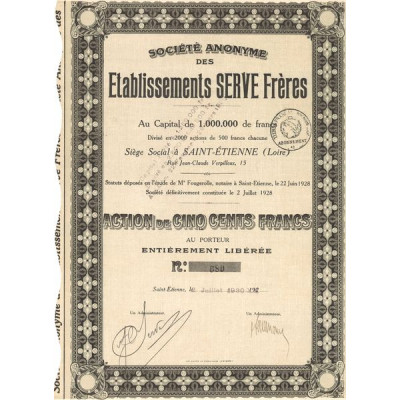 SOCIÉTÉ ANONYME
DES
Etablissements SERVE Frères
Au Capital de 1.000.000 de francs
Divisé en 2000 actions de 500 francs chacune
Siège Social à SAINT-ÉTIENNE (Loire)
Rue Jean-Claude Verpilleux, 15
Statuts déposés en l'étude de Me Fougerolle, notaire à Saint-Étienne, le 22 Juin 1928
Société définitivement constituée le 2 Juillet 1928
ACTION DE CINQ CENTS FRANCS
AU PORTEUR
ENTIÈREMENT LIBÉRÉE
N°
Saint-Étienne, le Juillet
Un Administrateur. Un Administrateur.